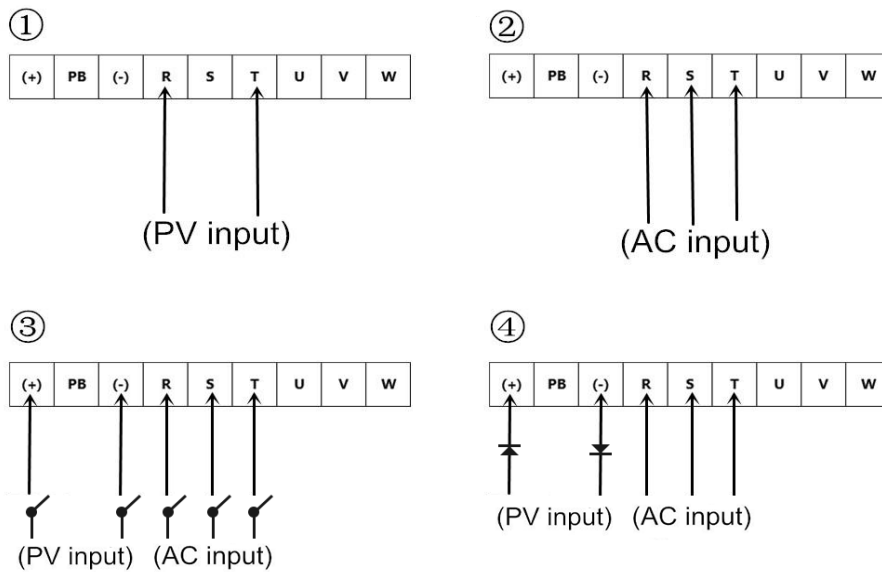 ① ②
(+) PB (-) R S T U V W (+) PB (-) R S T U V W
(PV input) (AC input)
③ ④
(+) PB (-) R S T U V W (+) PB (-) R S T U V W
(PV input) (AC input) (PV input) (AC input)